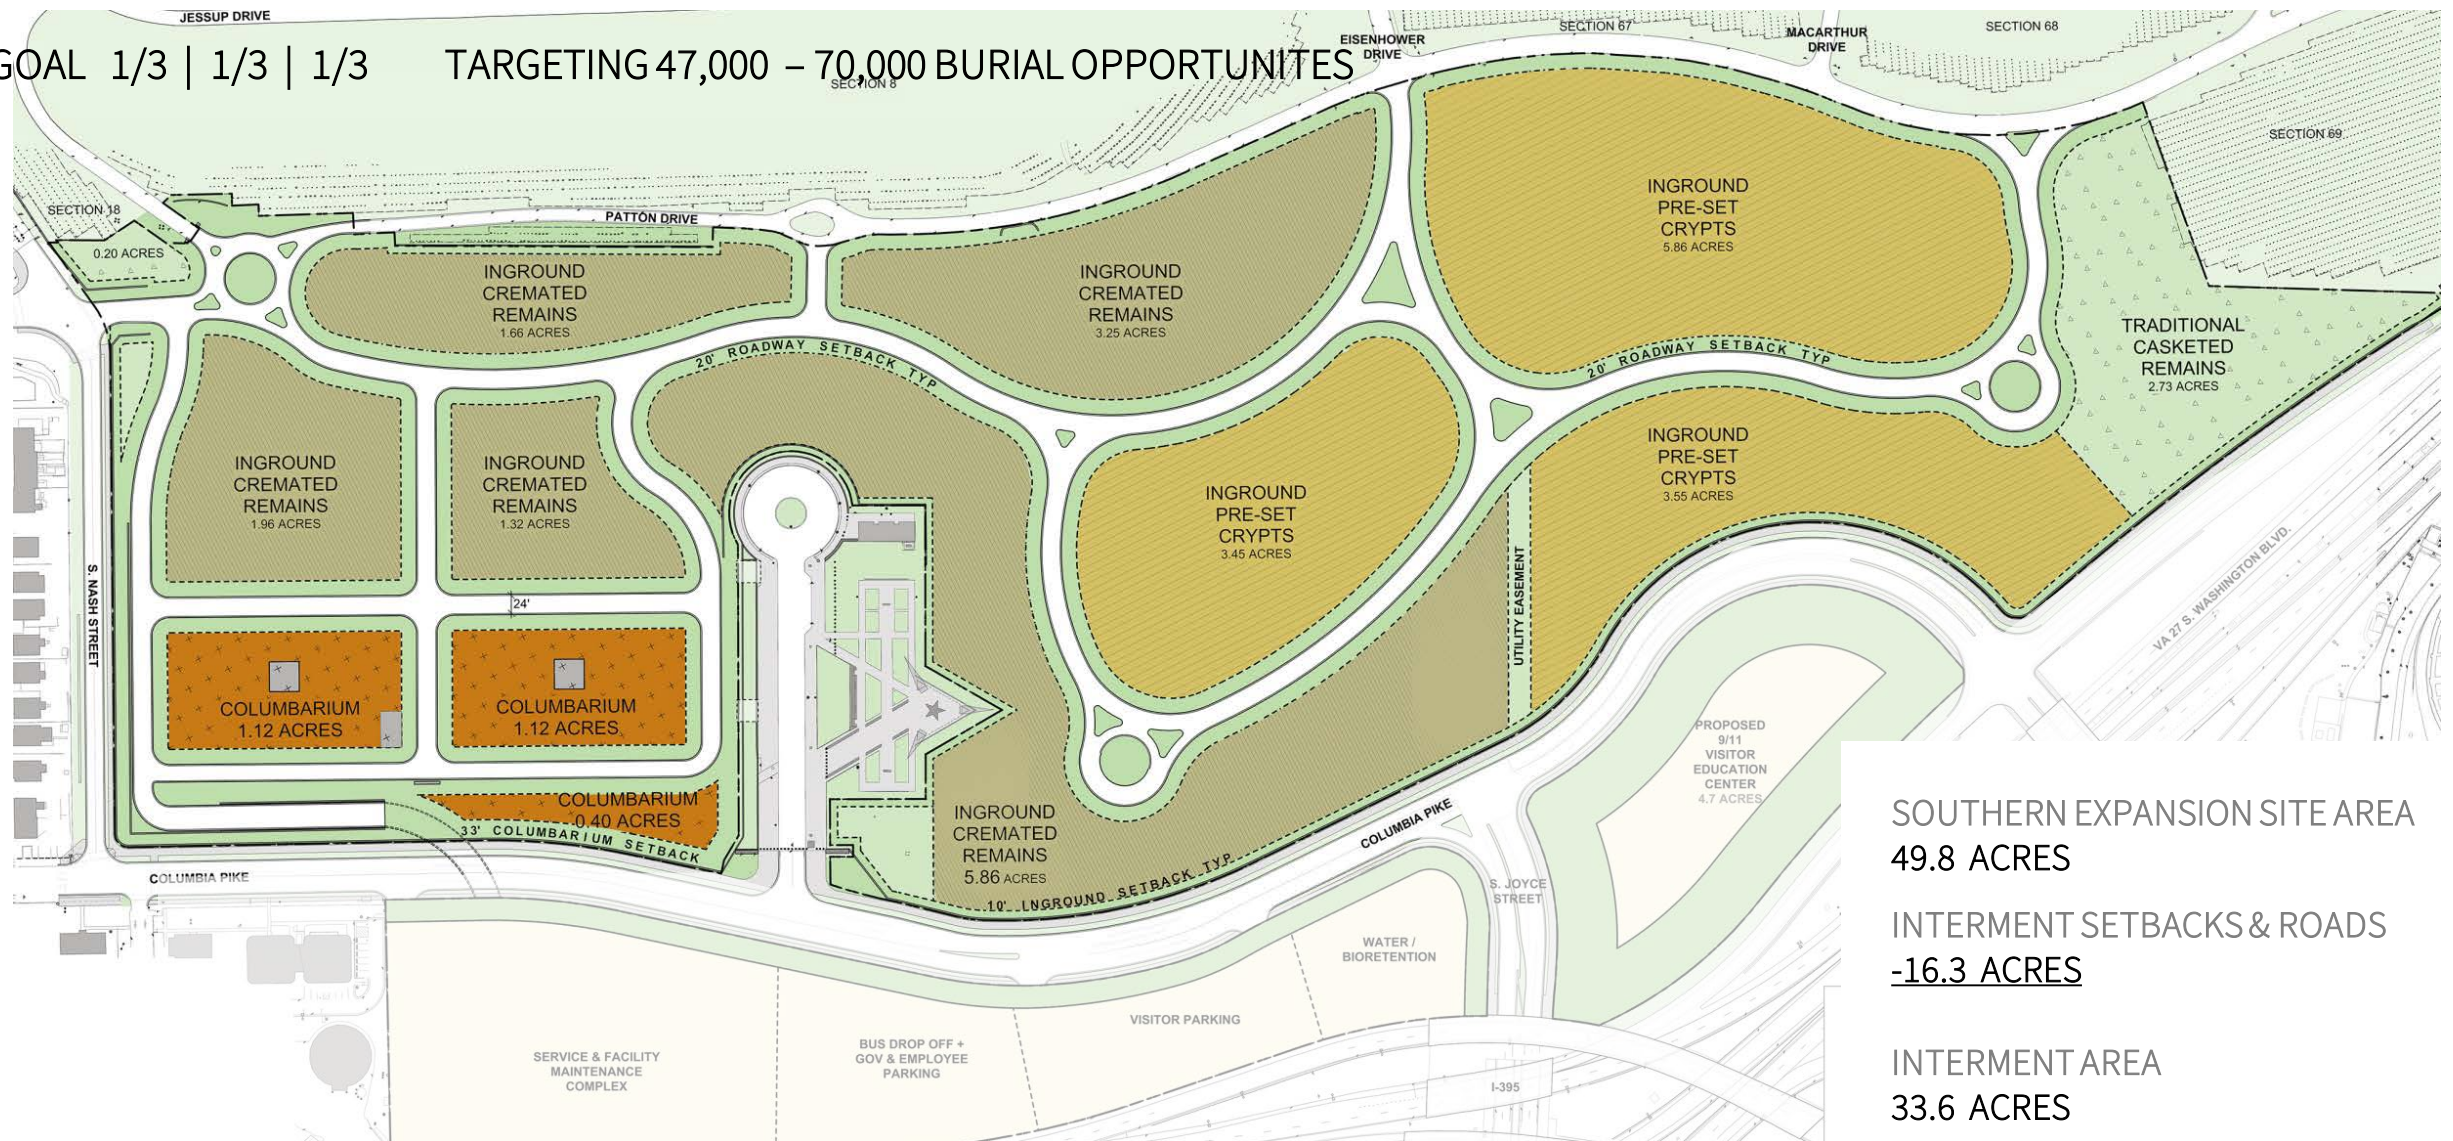 JESSUP DRIVE
GOAL 1/3 | 1/3 | 1/3 TARGETING 47,000 – 70,000 BURIAL OPPORTUNITES
SECTION 8
EISENHOWER
DRIVE
SECTION 67
MACARTHUR
DRIVE
SECTION 68
SECTION 69
SECTION 18
0.20 ACRES
PATTON DRIVE
INGROUND
CREMATED
REMAINS
1.66 ACRES
INGROUND
CREMATED
REMAINS
3.25 ACRES
INGROUND
PRE-SET
CRYPTS
5.86 ACRES
TRADITIONAL
CASKETED
REMAINS
2.73 ACRES
20' ROADWAY SETBACK TYP
20' ROADWAY SETBACK TYP
INGROUND
CREMATED
REMAINS
1.96 ACRES
INGROUND
CREMATED
REMAINS
1.32 ACRES
INGROUND
PRE-SET
CRYPTS
3.45 ACRES
INGROUND
PRE-SET
CRYPTS
3.55 ACRES
S. NASH STREET
24'
UTILITY EASEMENT
VA 27 S. WASHINGTON BLVD.
COLUMBARIUM
1.12 ACRES
COLUMBARIUM
1.12 ACRES
COLUMBARIUM
0.40 ACRES
33' COLUMBARIUM SETBACK
INGROUND
CREMATED
REMAINS
5.86 ACRES
10' LNGROUND SETBACK TYP
COLUMBIA PIKE
COLUMBIA PIKE
PROPOSED
9/11
VISITOR
EDUCATION
CENTER
4.7 ACRES
S. JOYCE
STREET
WATER /
BIORETENTION
VISITOR PARKING
BUS DROP OFF +
GOV & EMPLOYEE
PARKING
SERVICE & FACILITY
MAINTENANCE
COMPLEX
I-395
SOUTHERN EXPANSION SITE AREA
49.8 ACRES
INTERMENT SETBACKS & ROADS
-16.3 ACRES
INTERMENT AREA
33.6 ACRES